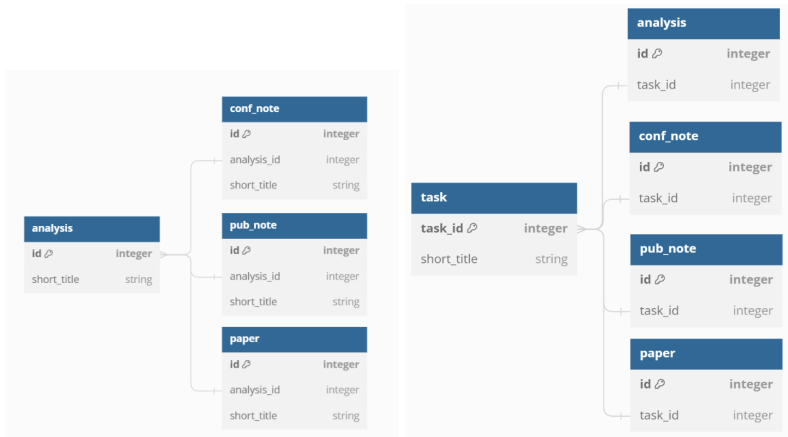 conf_note
id integer
analysis_id integer
short_title string
analysis
id integer
short_title string
pub_note
id integer
analysis_id integer
short_title string
paper
id integer
analysis_id integer
short_title string
analysis
id integer
task_id integer
conf_note
id integer
task_id integer
task
task_id integer
short_title string
pub_note
id integer
task_id integer
paper
id integer
task_id integer